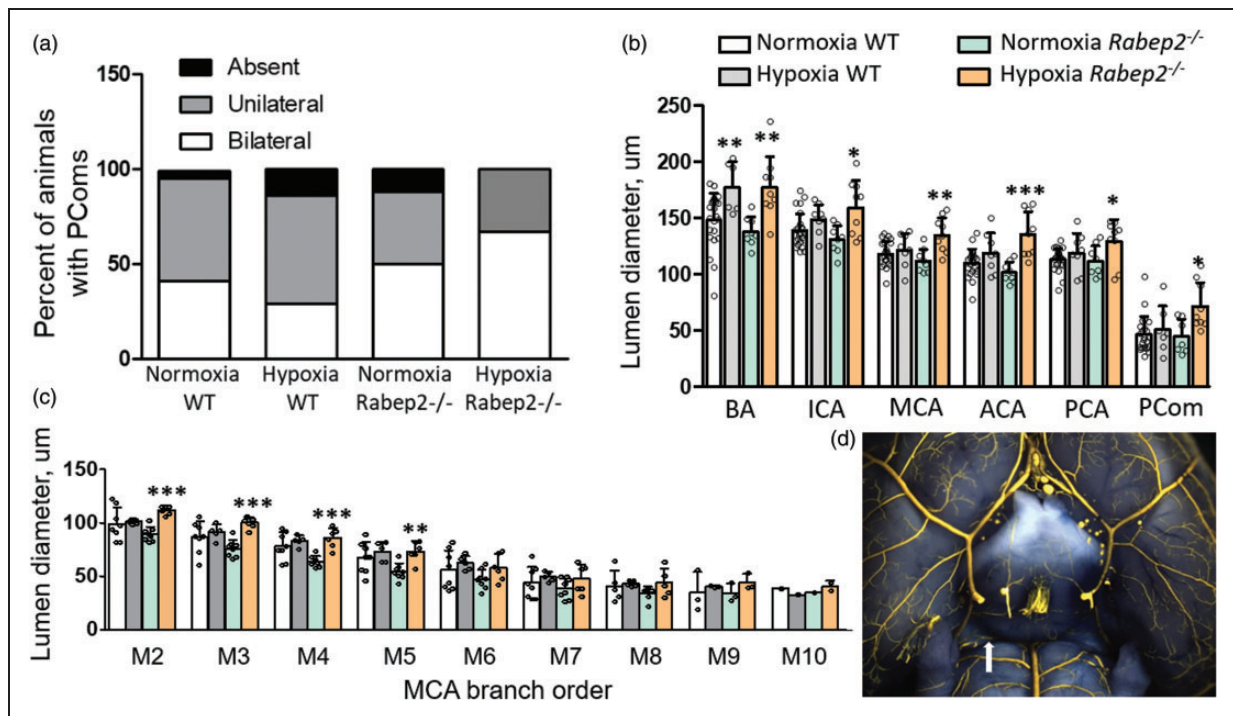 (a)
Absent
Unilateral
Bilateral
Percent of animals
with PComs
150
100
50
0
Normoxia
WT
Hypoxia
WT
Normoxia
Rabep2-/-
Hypoxia
Rabep2-/-
(b)
Normoxia WT
Normoxia Rabep2-/-
Hypoxia WT
Hypoxia Rabep2-/-
Lumen diameter, um
250
200
150
100
50
0
** ** * ** *** * *
BA ICA MCA ACA PCA PCom
(c)
Lumen diameter, um
150
100
50
0
*** *** *** **
M2 M3 M4 M5 M6 M7 M8 M9 M10
MCA branch order
(d)